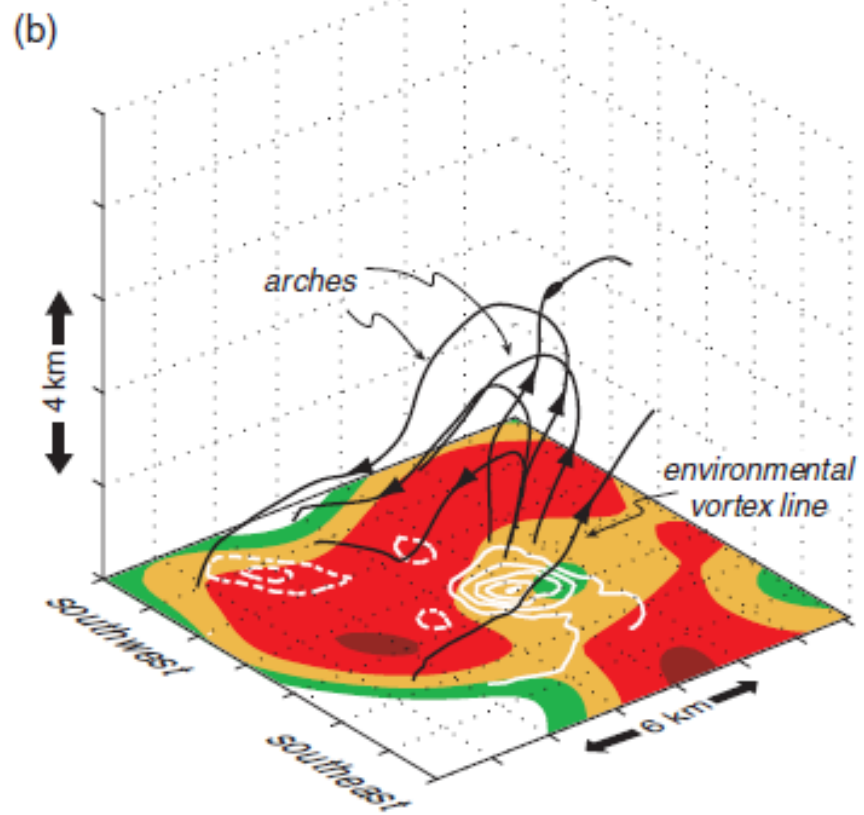 (b)
arches
4 km
environmental
vortex line
southwest
6 km
southeast